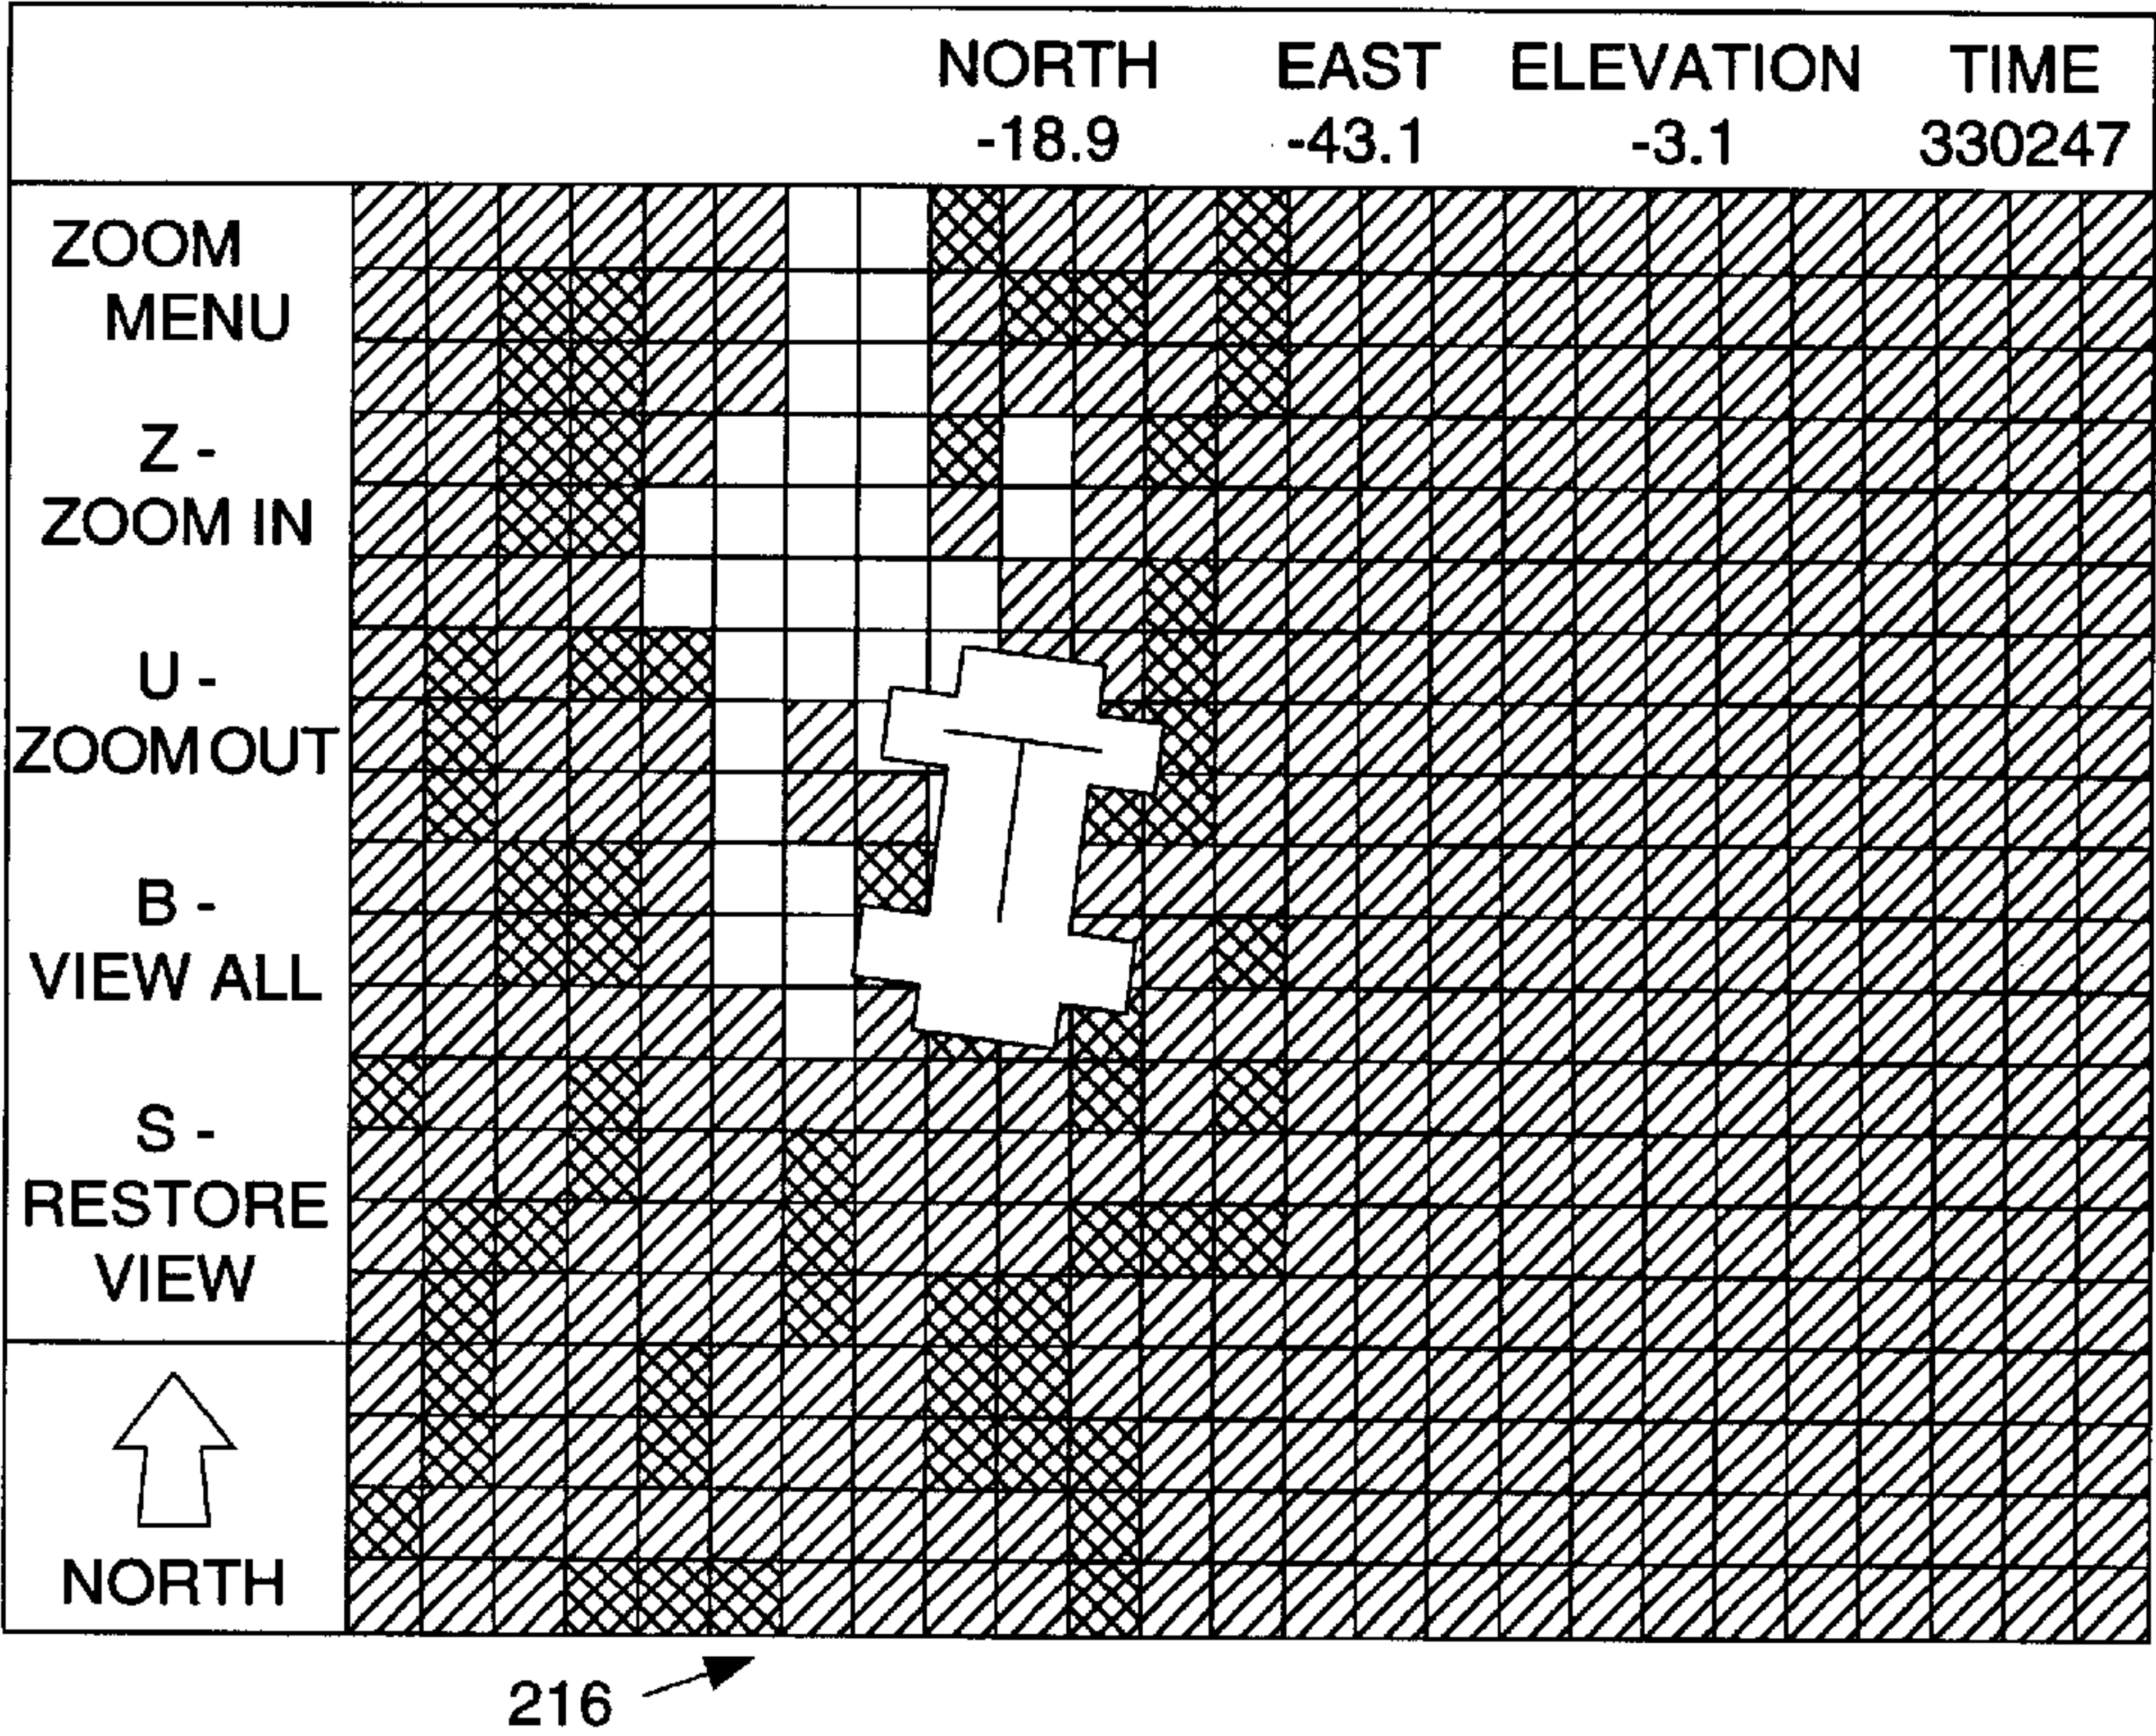 NORTH EAST ELEVATION TIME
-18.9 -43.1 -3.1 330247
ZOOM
MENU
Z -
ZOOM IN
U -
ZOOM OUT
B -
VIEW ALL
S -
RESTORE
VIEW
NORTH
216